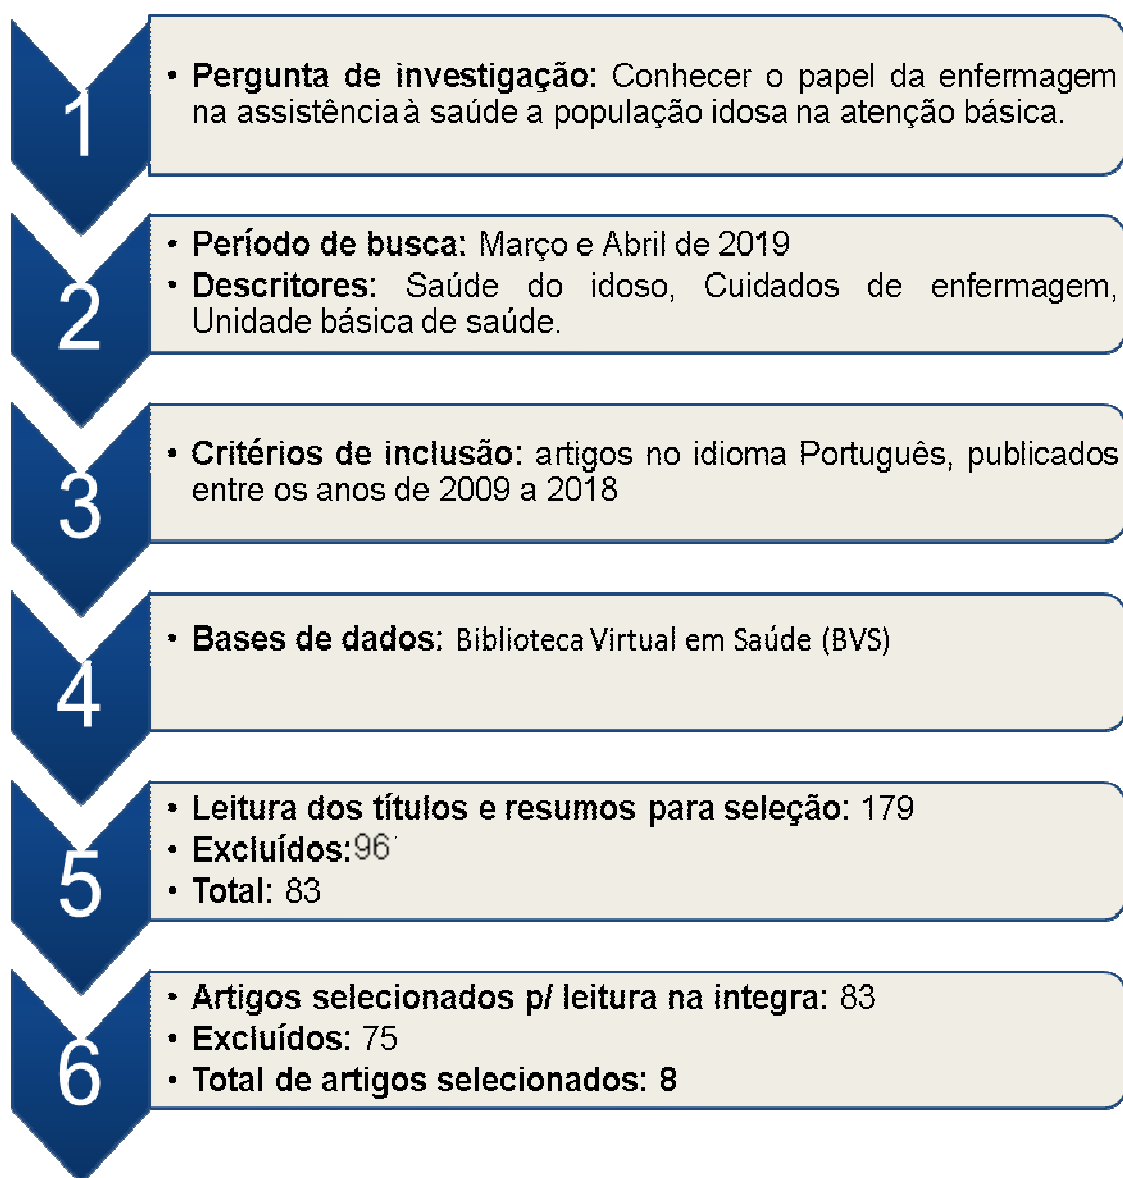 1
• Pergunta de investigação: Conhecer o papel da enfermagem
na assistência à saúde a população idosa na atenção básica.
2
• Período de busca: Março e Abril de 2019
• Descritores: Saúde do idoso, Cuidados de enfermagem,
Unidade básica de saúde.
3
• Critérios de inclusão: artigos no idioma Português, publicados
entre os anos de 2009 a 2018
4
• Bases de dados: Biblioteca Virtual em Saúde (BVS)
5
• Leitura dos títulos e resumos para seleção: 179
• Excluídos:96
• Total: 83
6
• Artigos selecionados p/ leitura na integra: 83
• Excluídos: 75
• Total de artigos selecionados: 8